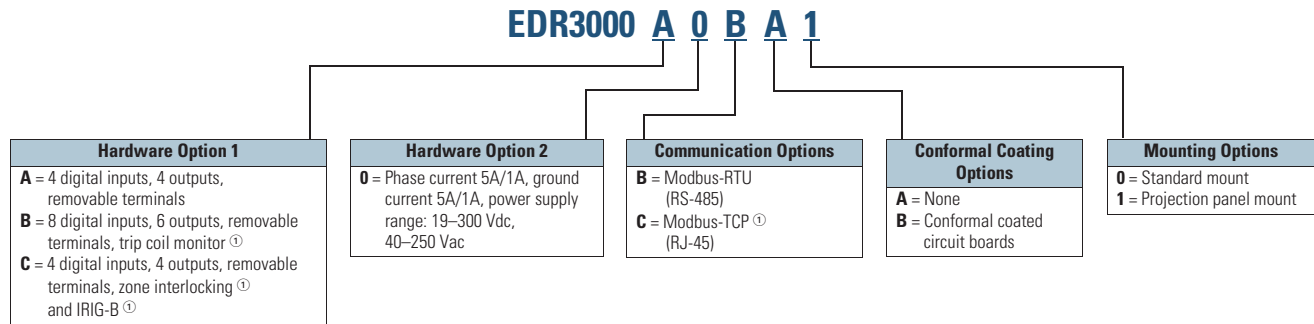 EDR3000 A 0 B A 1
Hardware Option 1
A = 4 digital inputs, 4 outputs,
removable terminals
B = 8 digital inputs, 6 outputs, removable
terminals, trip coil monitor ①
C = 4 digital inputs, 4 outputs, removable
terminals, zone interlocking ①
and IRIG-B ①
Hardware Option 2
0 = Phase current 5A/1A, ground
current 5A/1A, power supply
range: 19–300 Vdc,
40–250 Vac
Communication Options
B = Modbus-RTU
(RS-485)
C = Modbus-TCP ①
(RJ-45)
Conformal Coating
Options
A = None
B = Conformal coated
circuit boards
Mounting Options
0 = Standard mount
1 = Projection panel mount